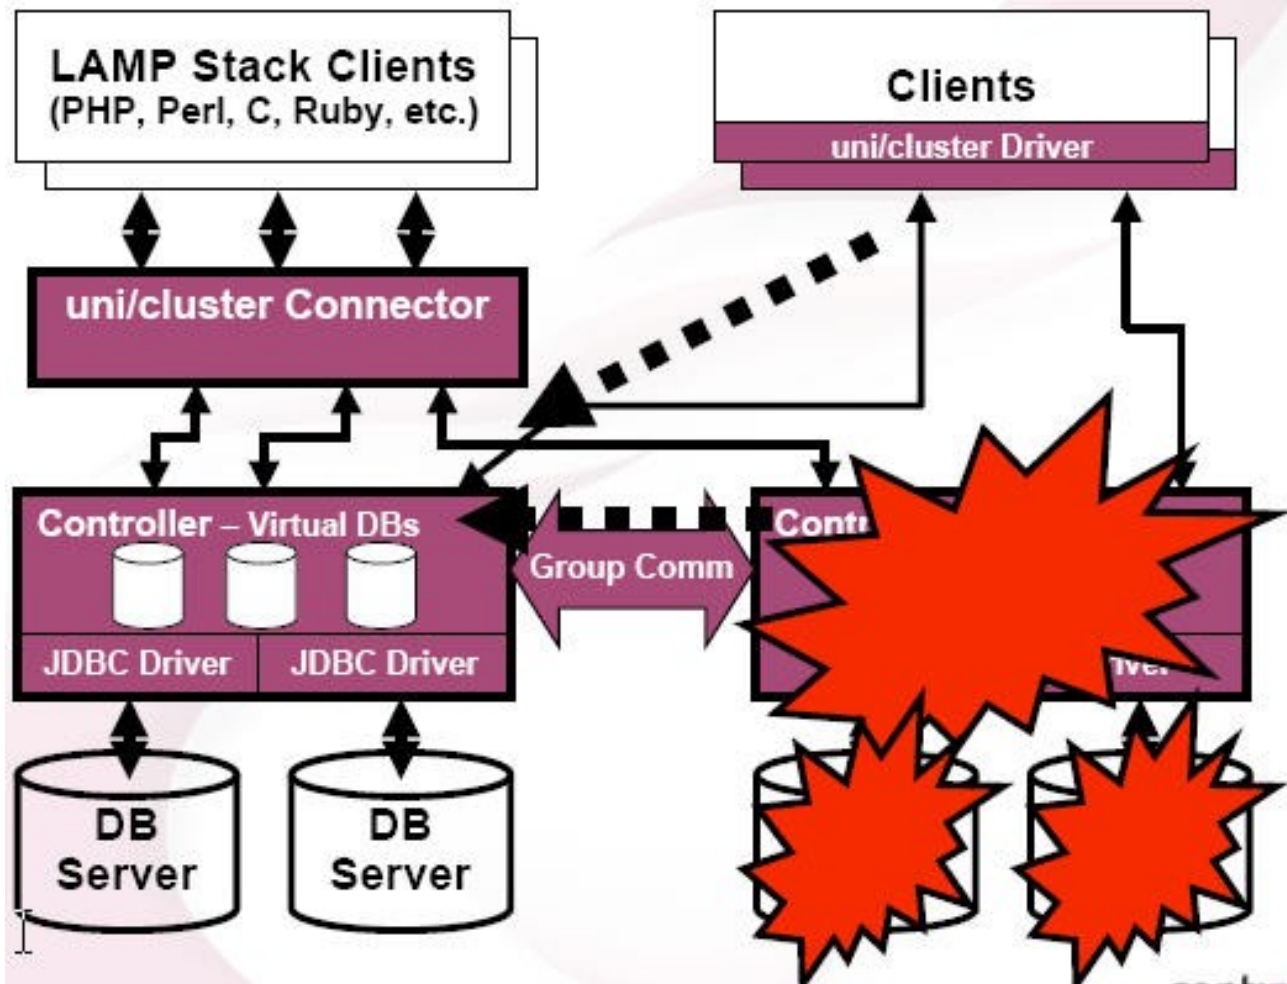 LAMP Stack Clients
(PHP, Perl, C, Ruby, etc.)
Clients
uni/cluster Driver
uni/cluster Connector
Controller – Virtual DBs
Group Comm
JDBC Driver
JDBC Driver
DB
Server
DB
Server